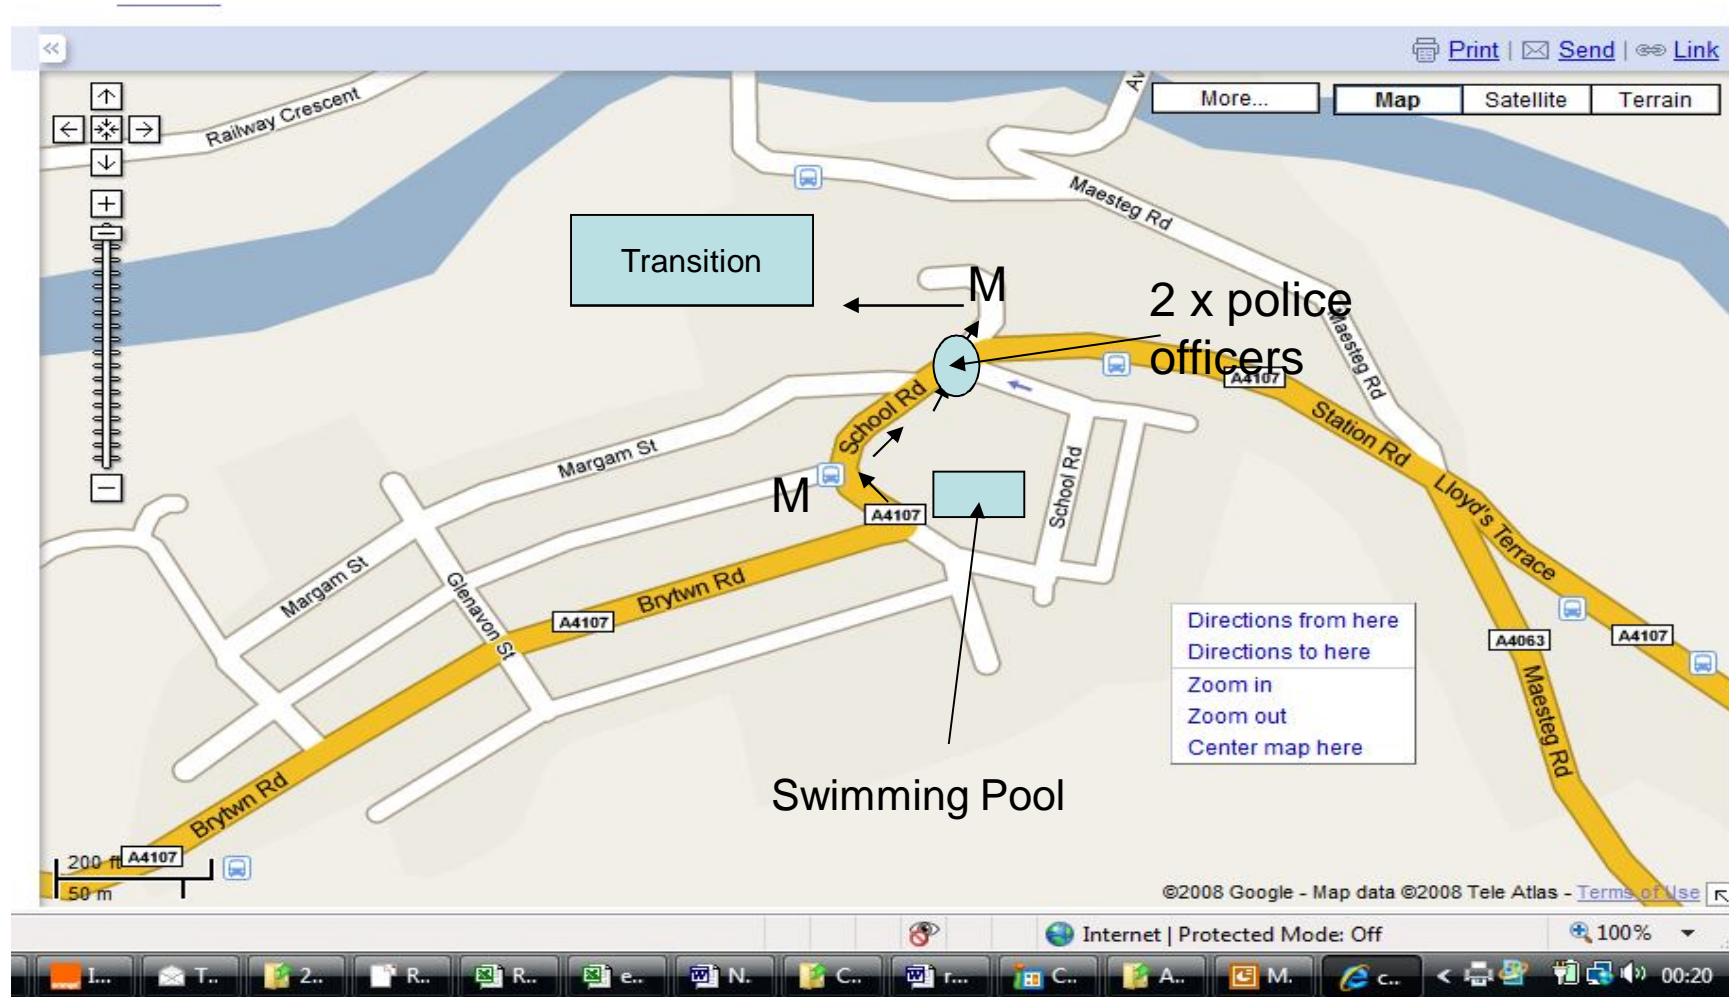 Print | Send | Link
More... Map Satellite Terrain
Railway Crescent
Av
Maesteg Rd
Transition
M
2 x police
officers
Maesteg Rd
Maesteg Rd
A4107
School Rd
Station Rd
Margam St
M
A4107
School Rd
Lloyd's Terrace
Margam St
Glenavon St
Brytwn Rd
A4107
Directions from here
Directions to here
Zoom in
Zoom out
Center map here
A4063
A4107
Maesteg Rd
Swimming Pool
Brytwn Rd
A4107
200 ft
50 m
©2008 Google - Map data ©2008 Tele Atlas - Terms of Use
Internet | Protected Mode: Off 100%
I... T.. 2.. R.. R.. e.. N. C.. r... C.. A.. M. c.. < 00:20